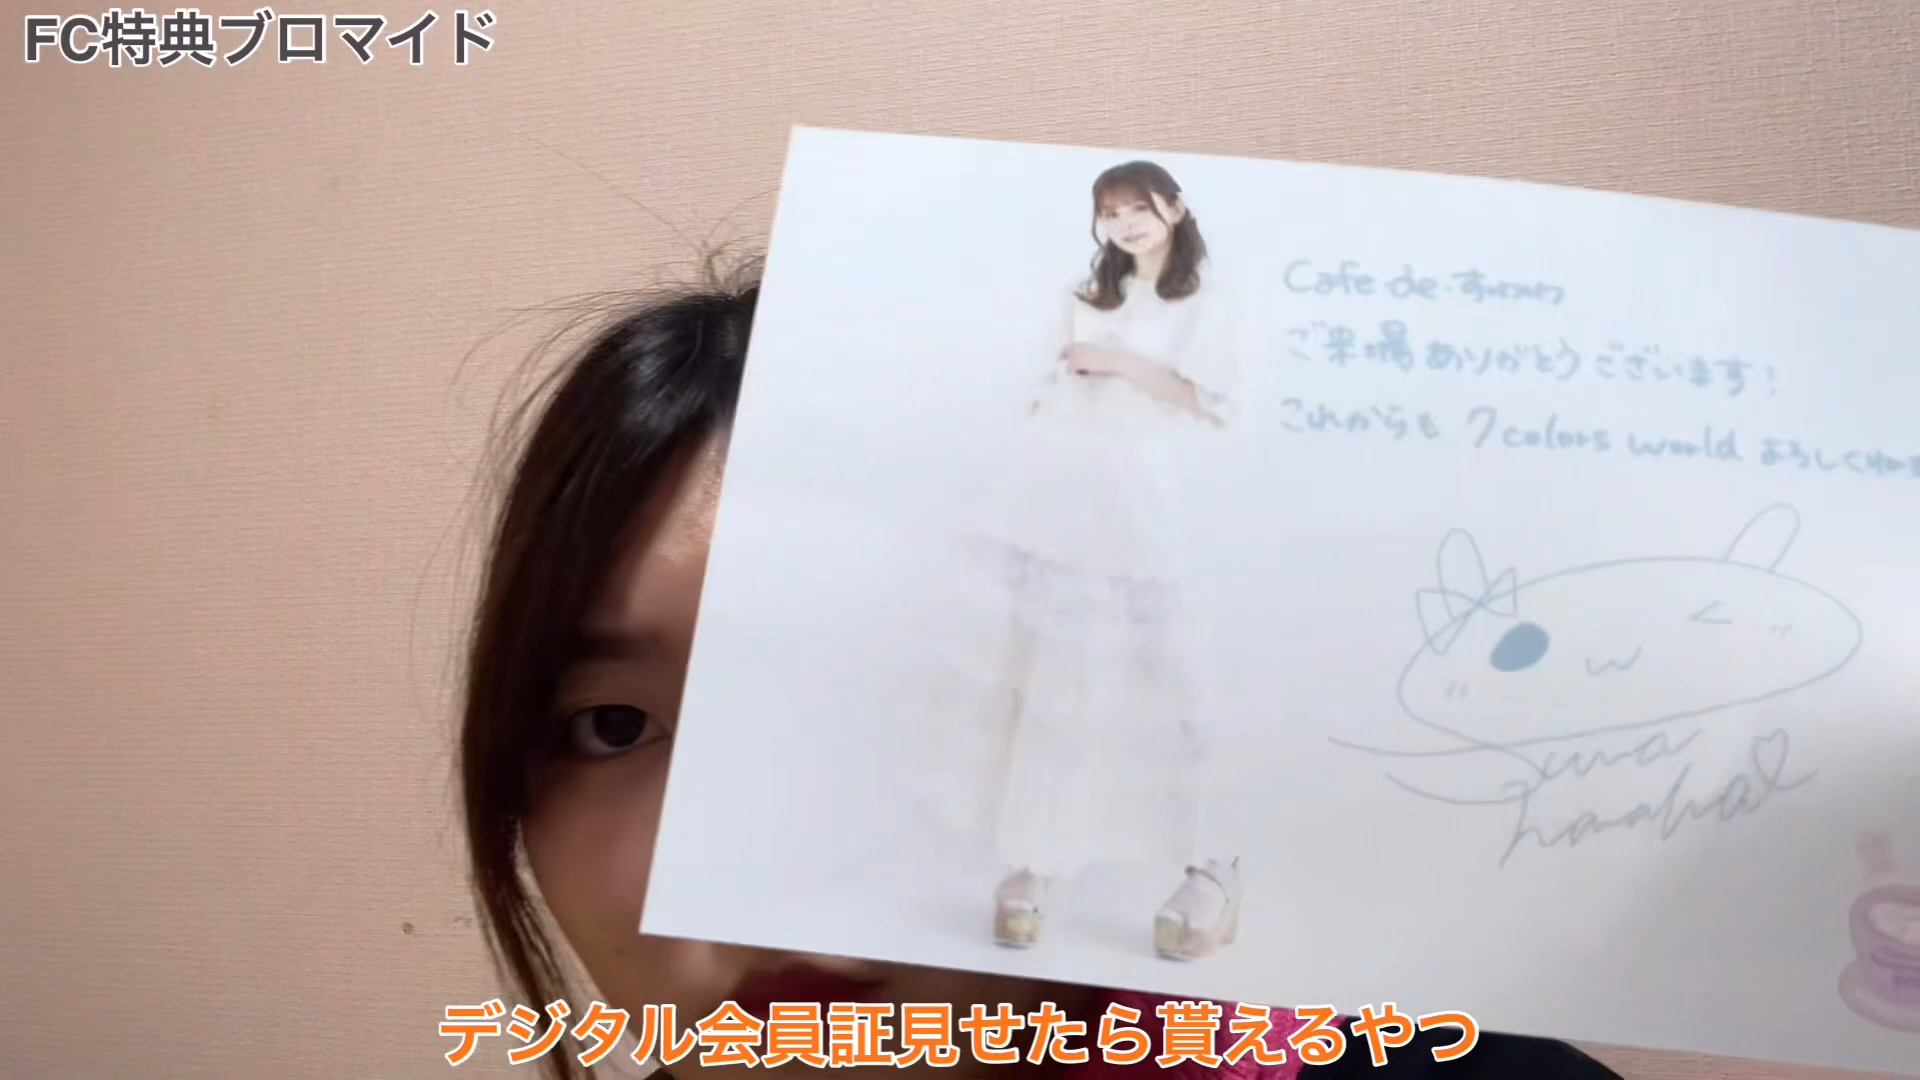 FC特典ブロマイド
Cafe de すわわ
ご来場ありがとうございます!
これからも 7colors world よろしくね
デジタル会員証見せたら貰えるやつ